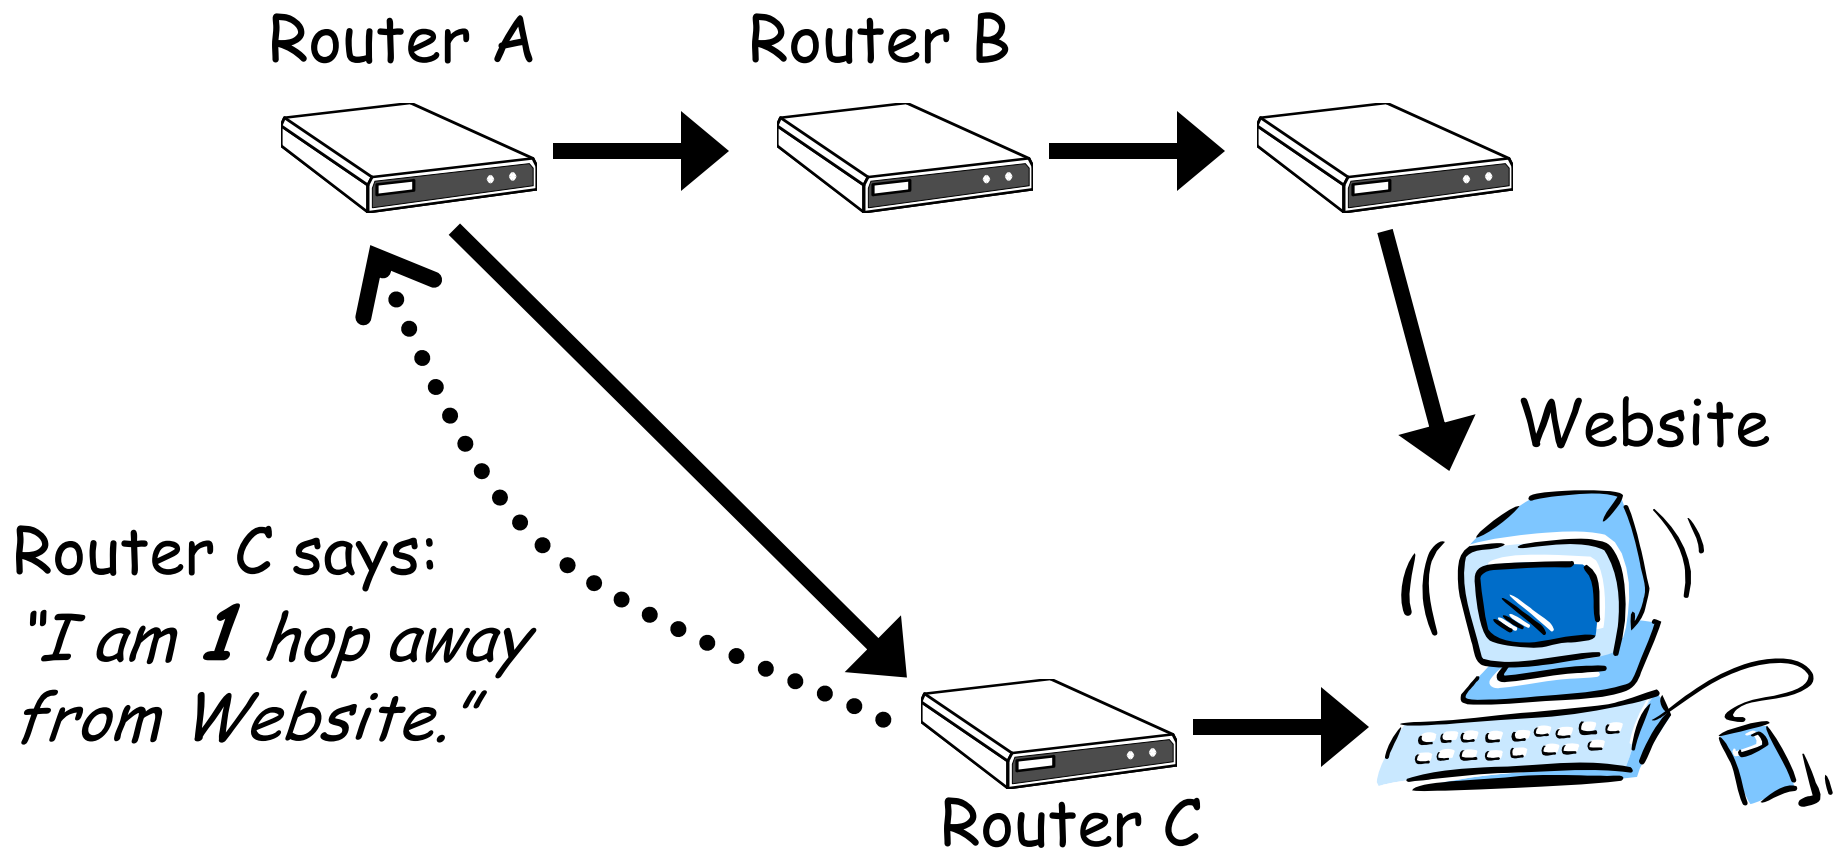 Router A
Router B
Website
Router C says:
"I am 1 hop away
from Website."
Router C